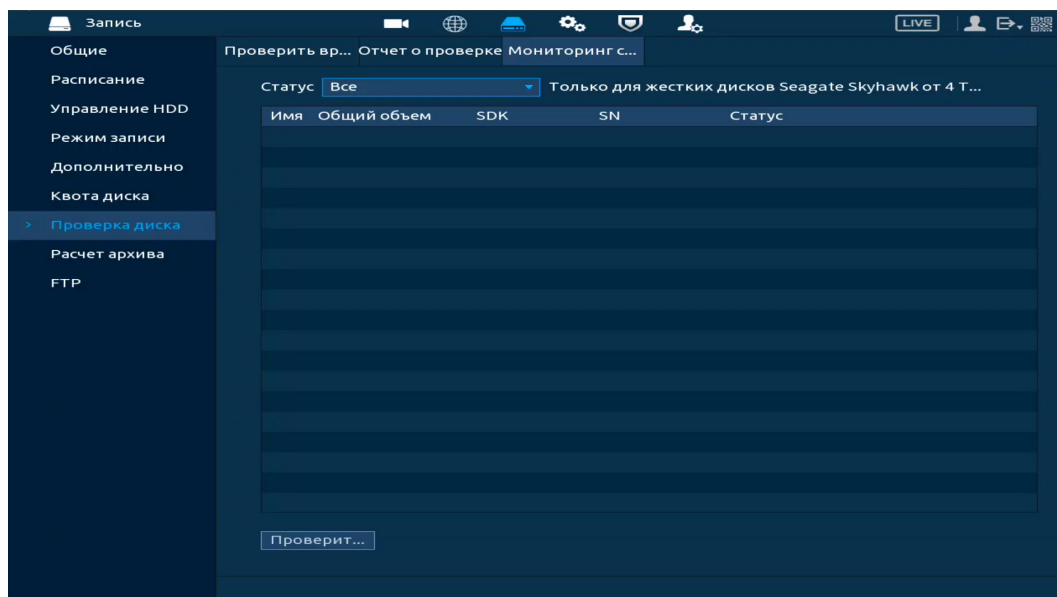 Запись LIVE
Общие
Расписание
Управление HDD
Режим записи
Дополнительно
Квота диска
> Проверка диска
Расчет архива
FTP
Проверить вр... Отчет о проверке Мониторинг с...
Статус Все Только для жестких дисков Seagate Skyhawk от 4 Т...
Имя Общий объем SDK SN Статус
Проверит...